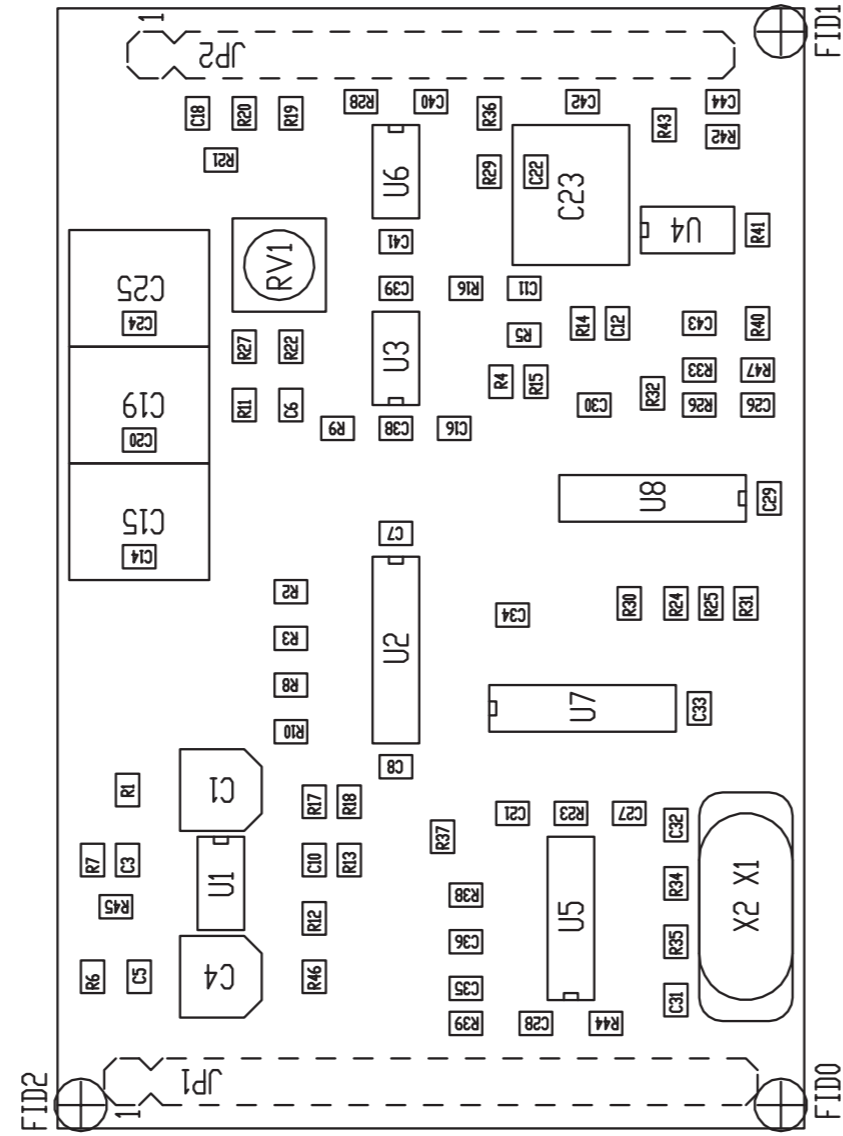 1
FID1
JP2
C18
R20
R19
R28
C40
R36
C42
C44
R43
R42
R21
U6
R29
C22
C23
U4
R41
C41
RV1
C25
C24
C39
R16
C11
R14
C12
C43
R40
R5
R27
R22
U3
R4
R15
R33
R47
R32
C19
C20
R11
C6
R9
C38
C16
C30
R26
C26
U8
C29
C15
C14
C7
R2
R3
R8
R10
U2
C34
R30
R24
R25
R31
U7
C33
C8
R1
C1
R17
R18
R37
C21
R23
C27
C32
R7
C3
U1
C10
R13
R45
R12
R38
U5
R34
X2 X1
C36
R35
R6
C5
C4
R46
C35
C31
R39
C28
R44
FID2
1
JP1
FID0